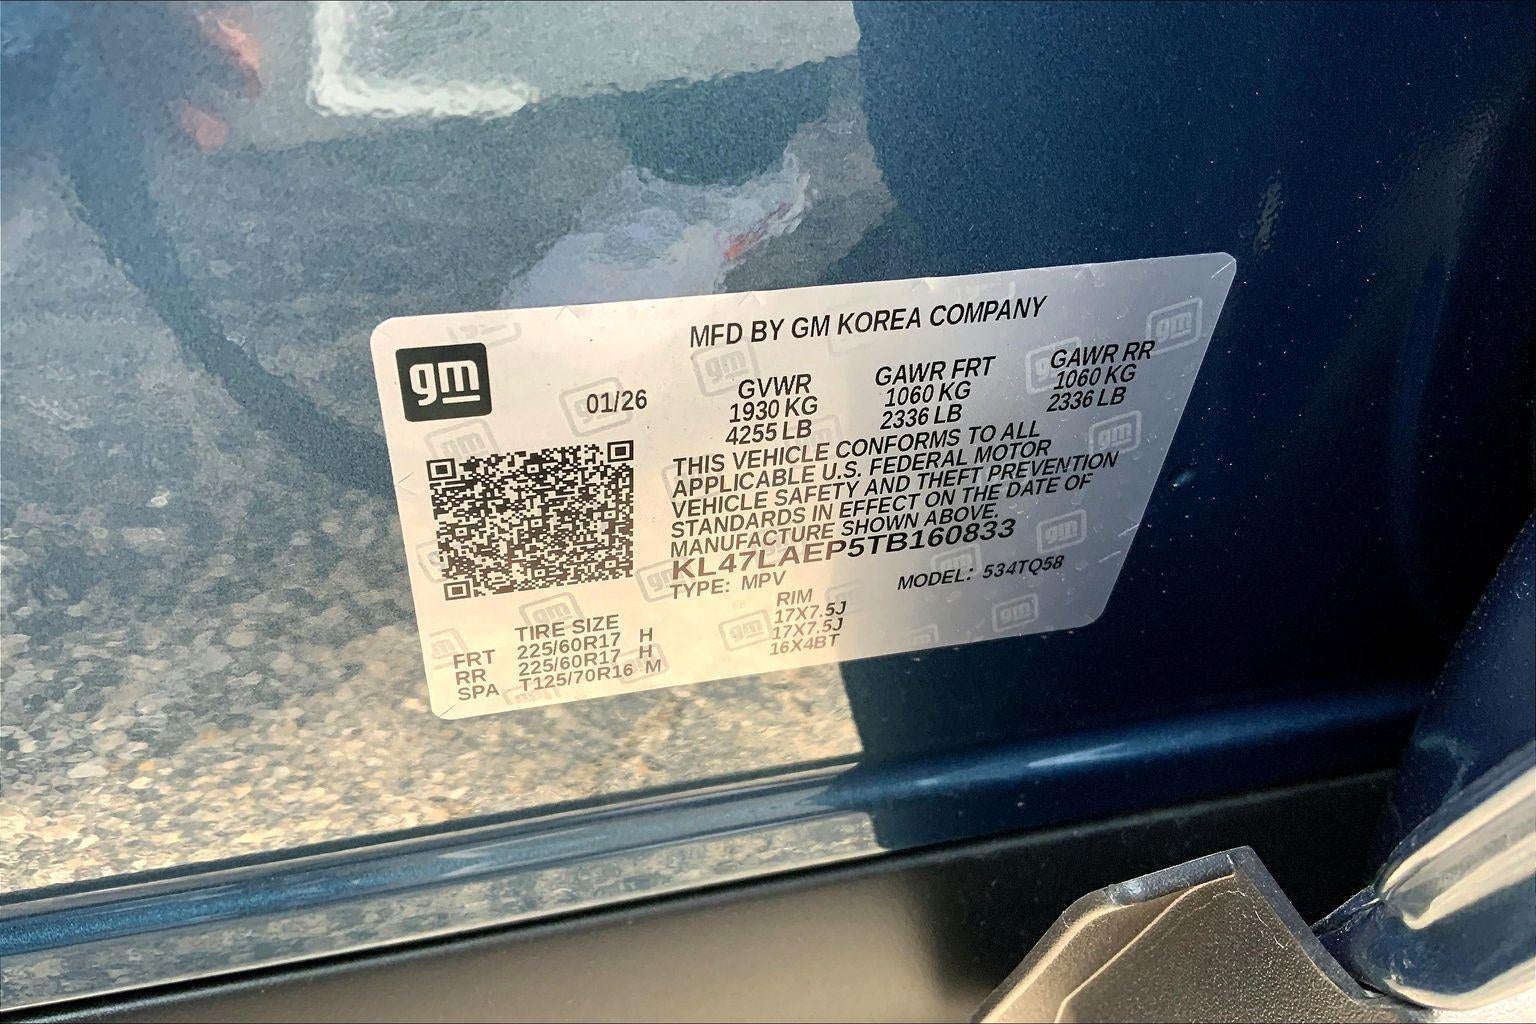 MFD BY GM KOREA COMPANY
gm
01/26
GVWR GAWR FRT GAWR RR
1930 KG 1060 KG 1060 KG
4255 LB 2336 LB 2336 LB
THIS VEHICLE CONFORMS TO ALL
APPLICABLE U.S. FEDERAL MOTOR
VEHICLE SAFETY AND THEFT PREVENTION
STANDARDS IN EFFECT ON THE DATE OF
MANUFACTURE SHOWN ABOVE.
KL47LAEP5TB160833
TYPE: MPV MODEL: 534TQ58
TIRE SIZE RIM
FRT 225/60R17 H 17X7.5J
RR 225/60R17 H 17X7.5J
SPA T125/70R16 M 16X4BT